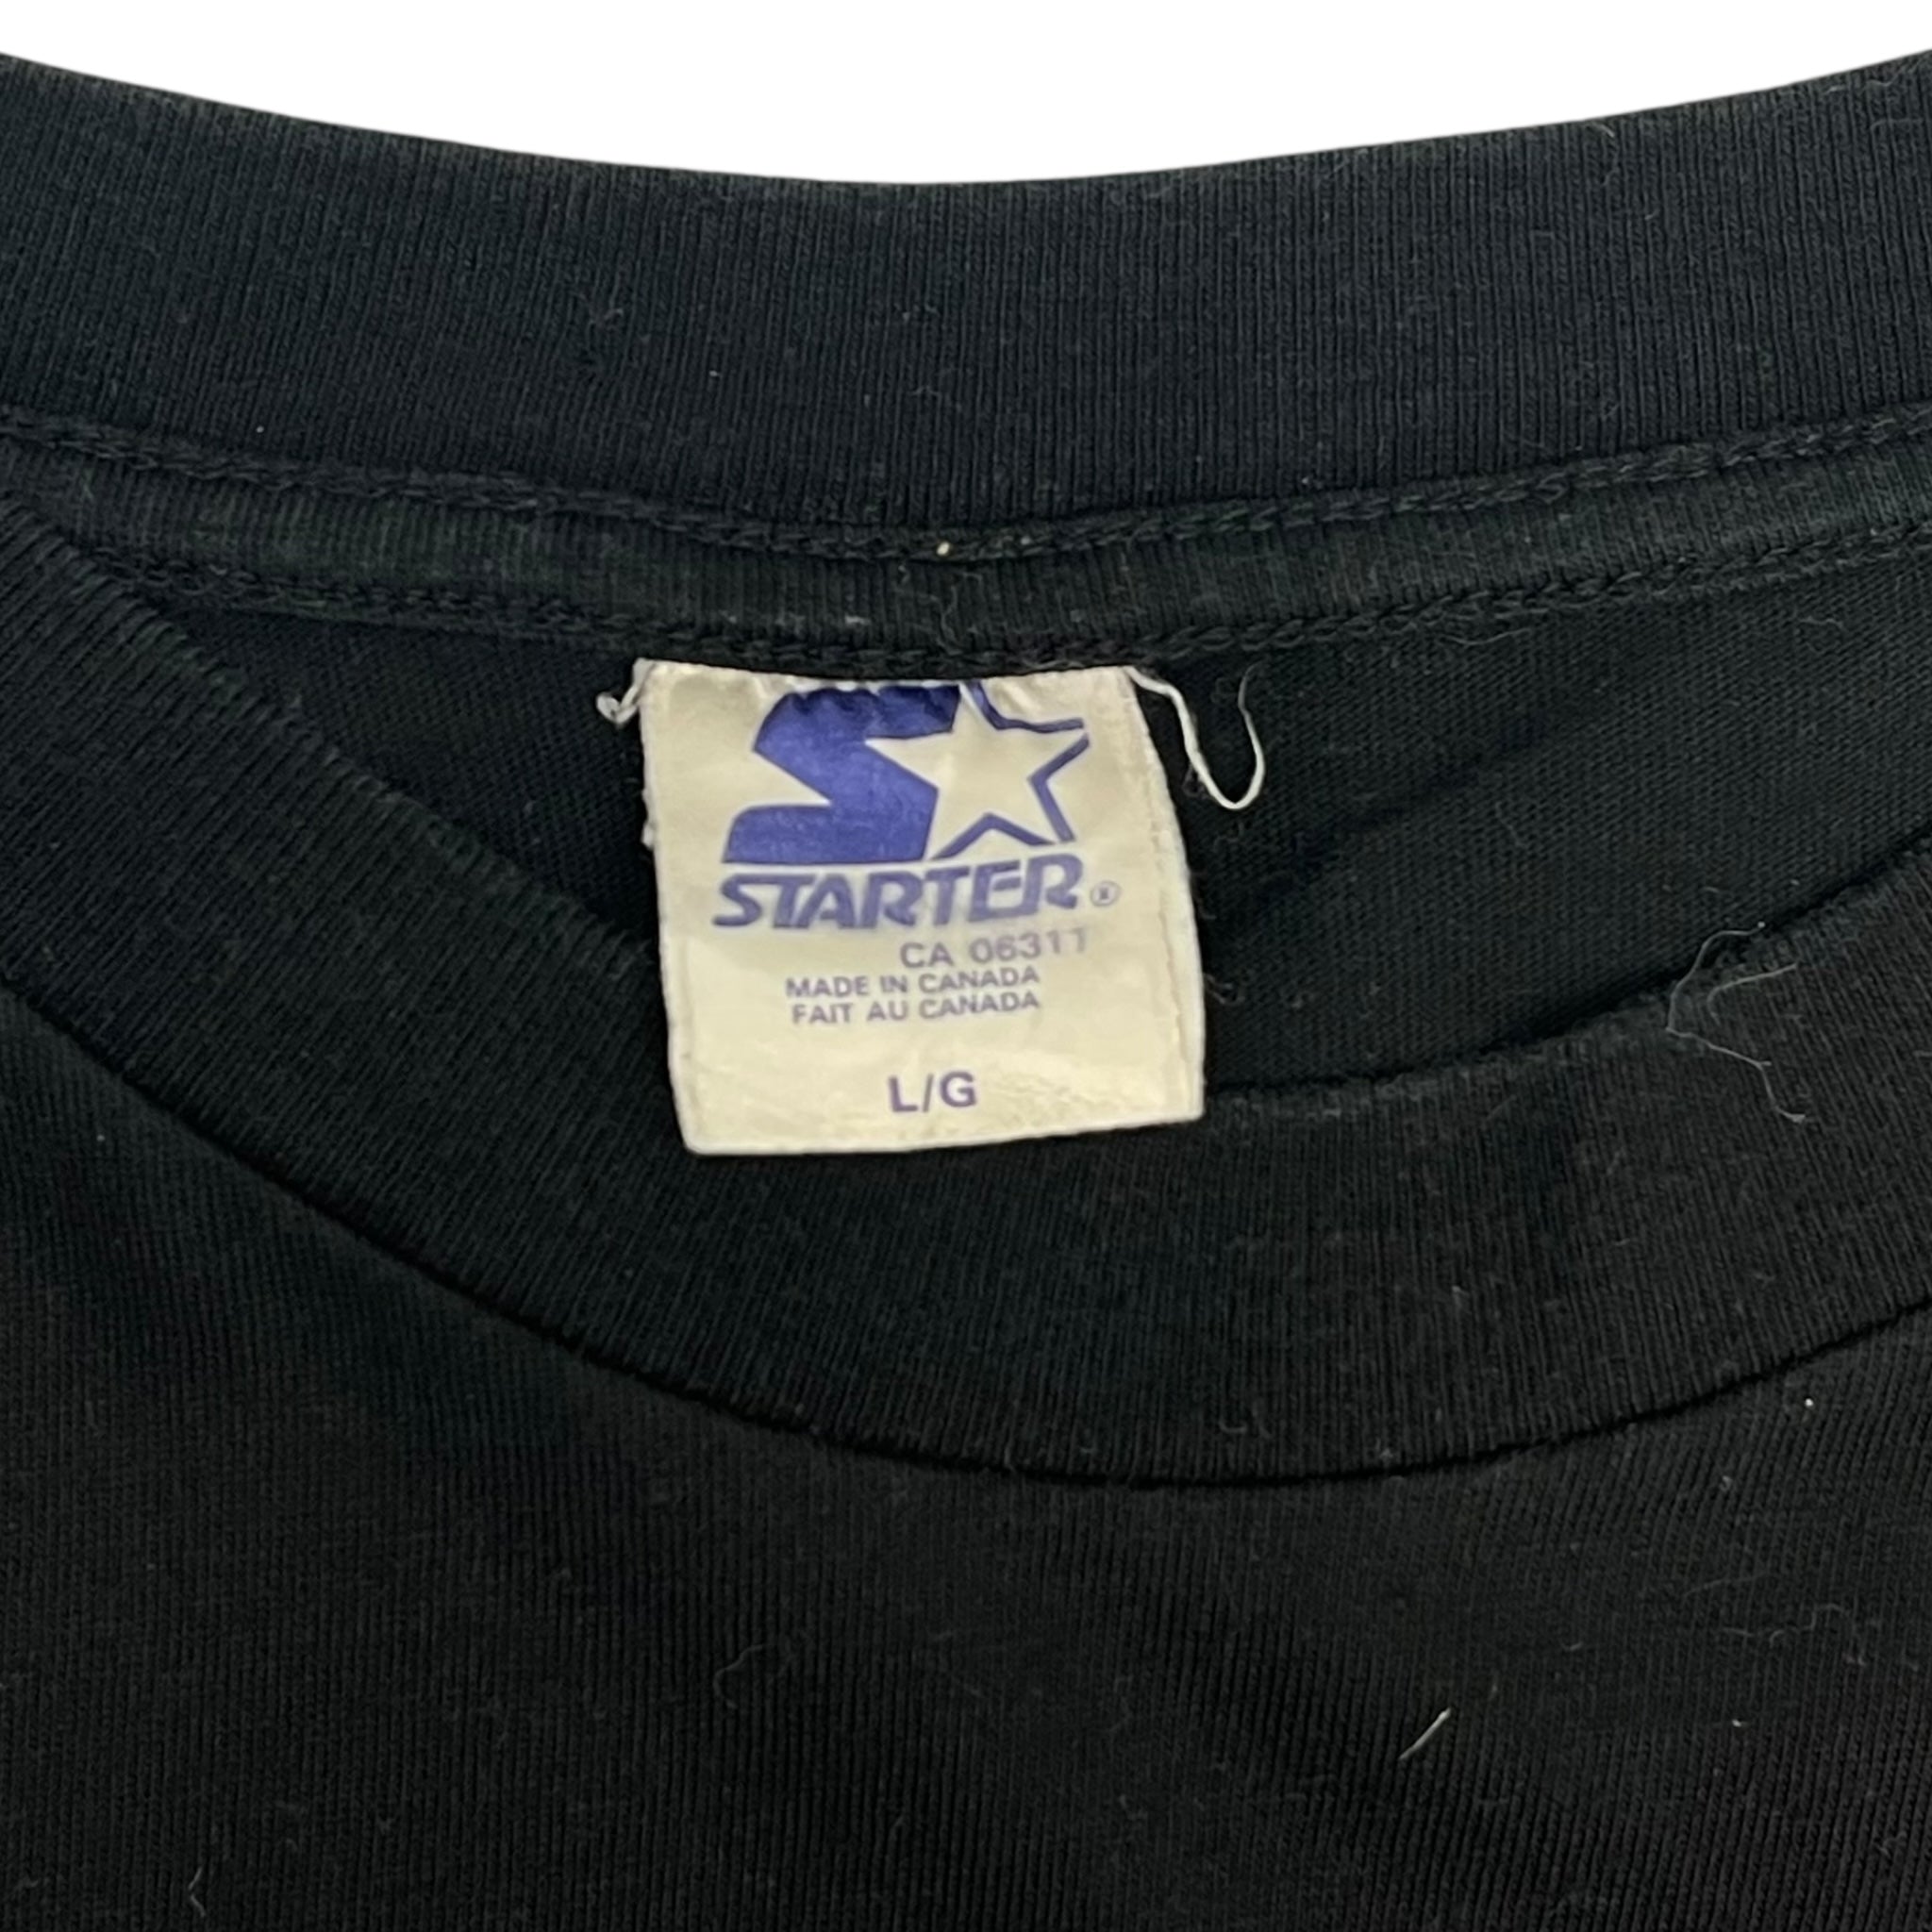 STARTER®
CA 06311
MADE IN CANADA
FAIT AU CANADA
L/G